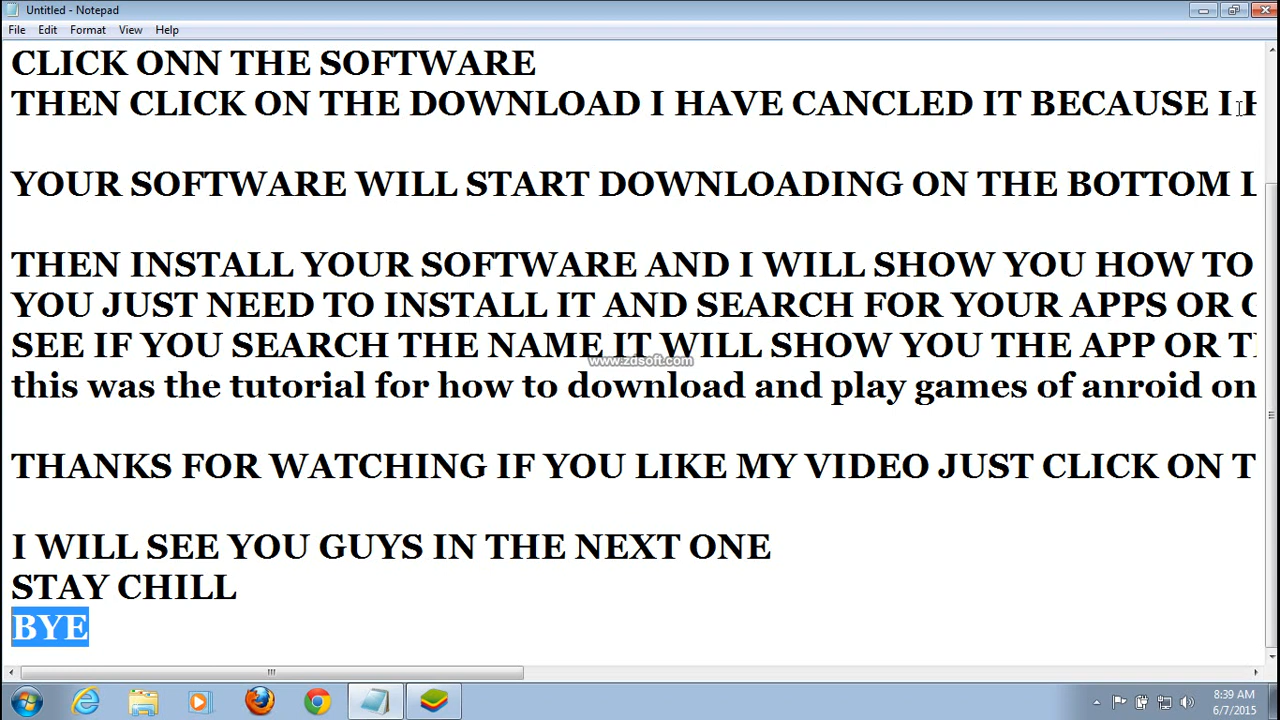 Untitled - Notepad
File Edit Format View Help
CLICK ONN THE SOFTWARE
THEN CLICK ON THE DOWNLOAD I HAVE CANCLED IT BECAUSE I
YOUR SOFTWARE WILL START DOWNLOADING ON THE BOTTOM
THEN INSTALL YOUR SOFTWARE AND I WILL SHOW YOU HOW TO
YOU JUST NEED TO INSTALL IT AND SEARCH FOR YOUR APPS OR
SEE IF YOU SEARCH THE NAME IT WILL SHOW YOU THE APP OR
www.zdsoft.com
this was the tutorial for how to download and play games of anroid on
THANKS FOR WATCHING IF YOU LIKE MY VIDEO JUST CLICK ON T
I WILL SEE YOU GUYS IN THE NEXT ONE
STAY CHILL
BYE
8:39 AM
6/7/2015